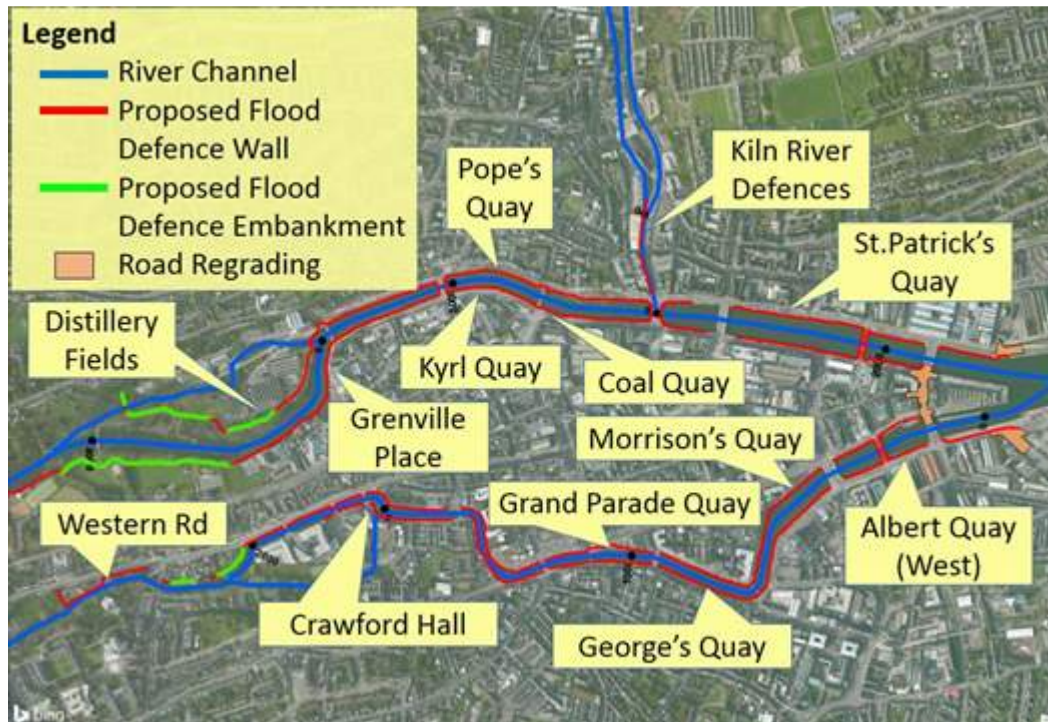 Legend
River Channel
Proposed Flood
Defence Wall
Proposed Flood
Defence Embankment
Road Regrading
Pope's
Quay
Kiln River
Defences
St.Patrick's
Quay
Distillery
Fields
Kyrl Quay
Coal Quay
Grenville
Place
Morrison's Quay
Western Rd
Grand Parade Quay
Albert Quay
(West)
Crawford Hall
George's Quay
bing